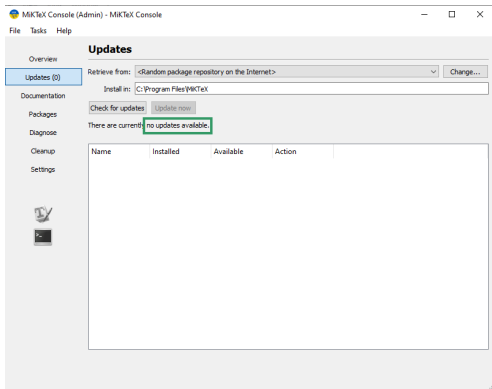 MiKTeX Console (Admin) - MiKTeX Console
File Tasks Help
Overview
Updates (0)
Documentation
Packages
Diagnose
Cleanup
Settings
Updates
Retrieve from: <Random package repository on the Internet> Change...
Install in: C:\Program Files\MiKTeX
Check for updates Update now
There are currently no updates available.
Name Installed Available Action